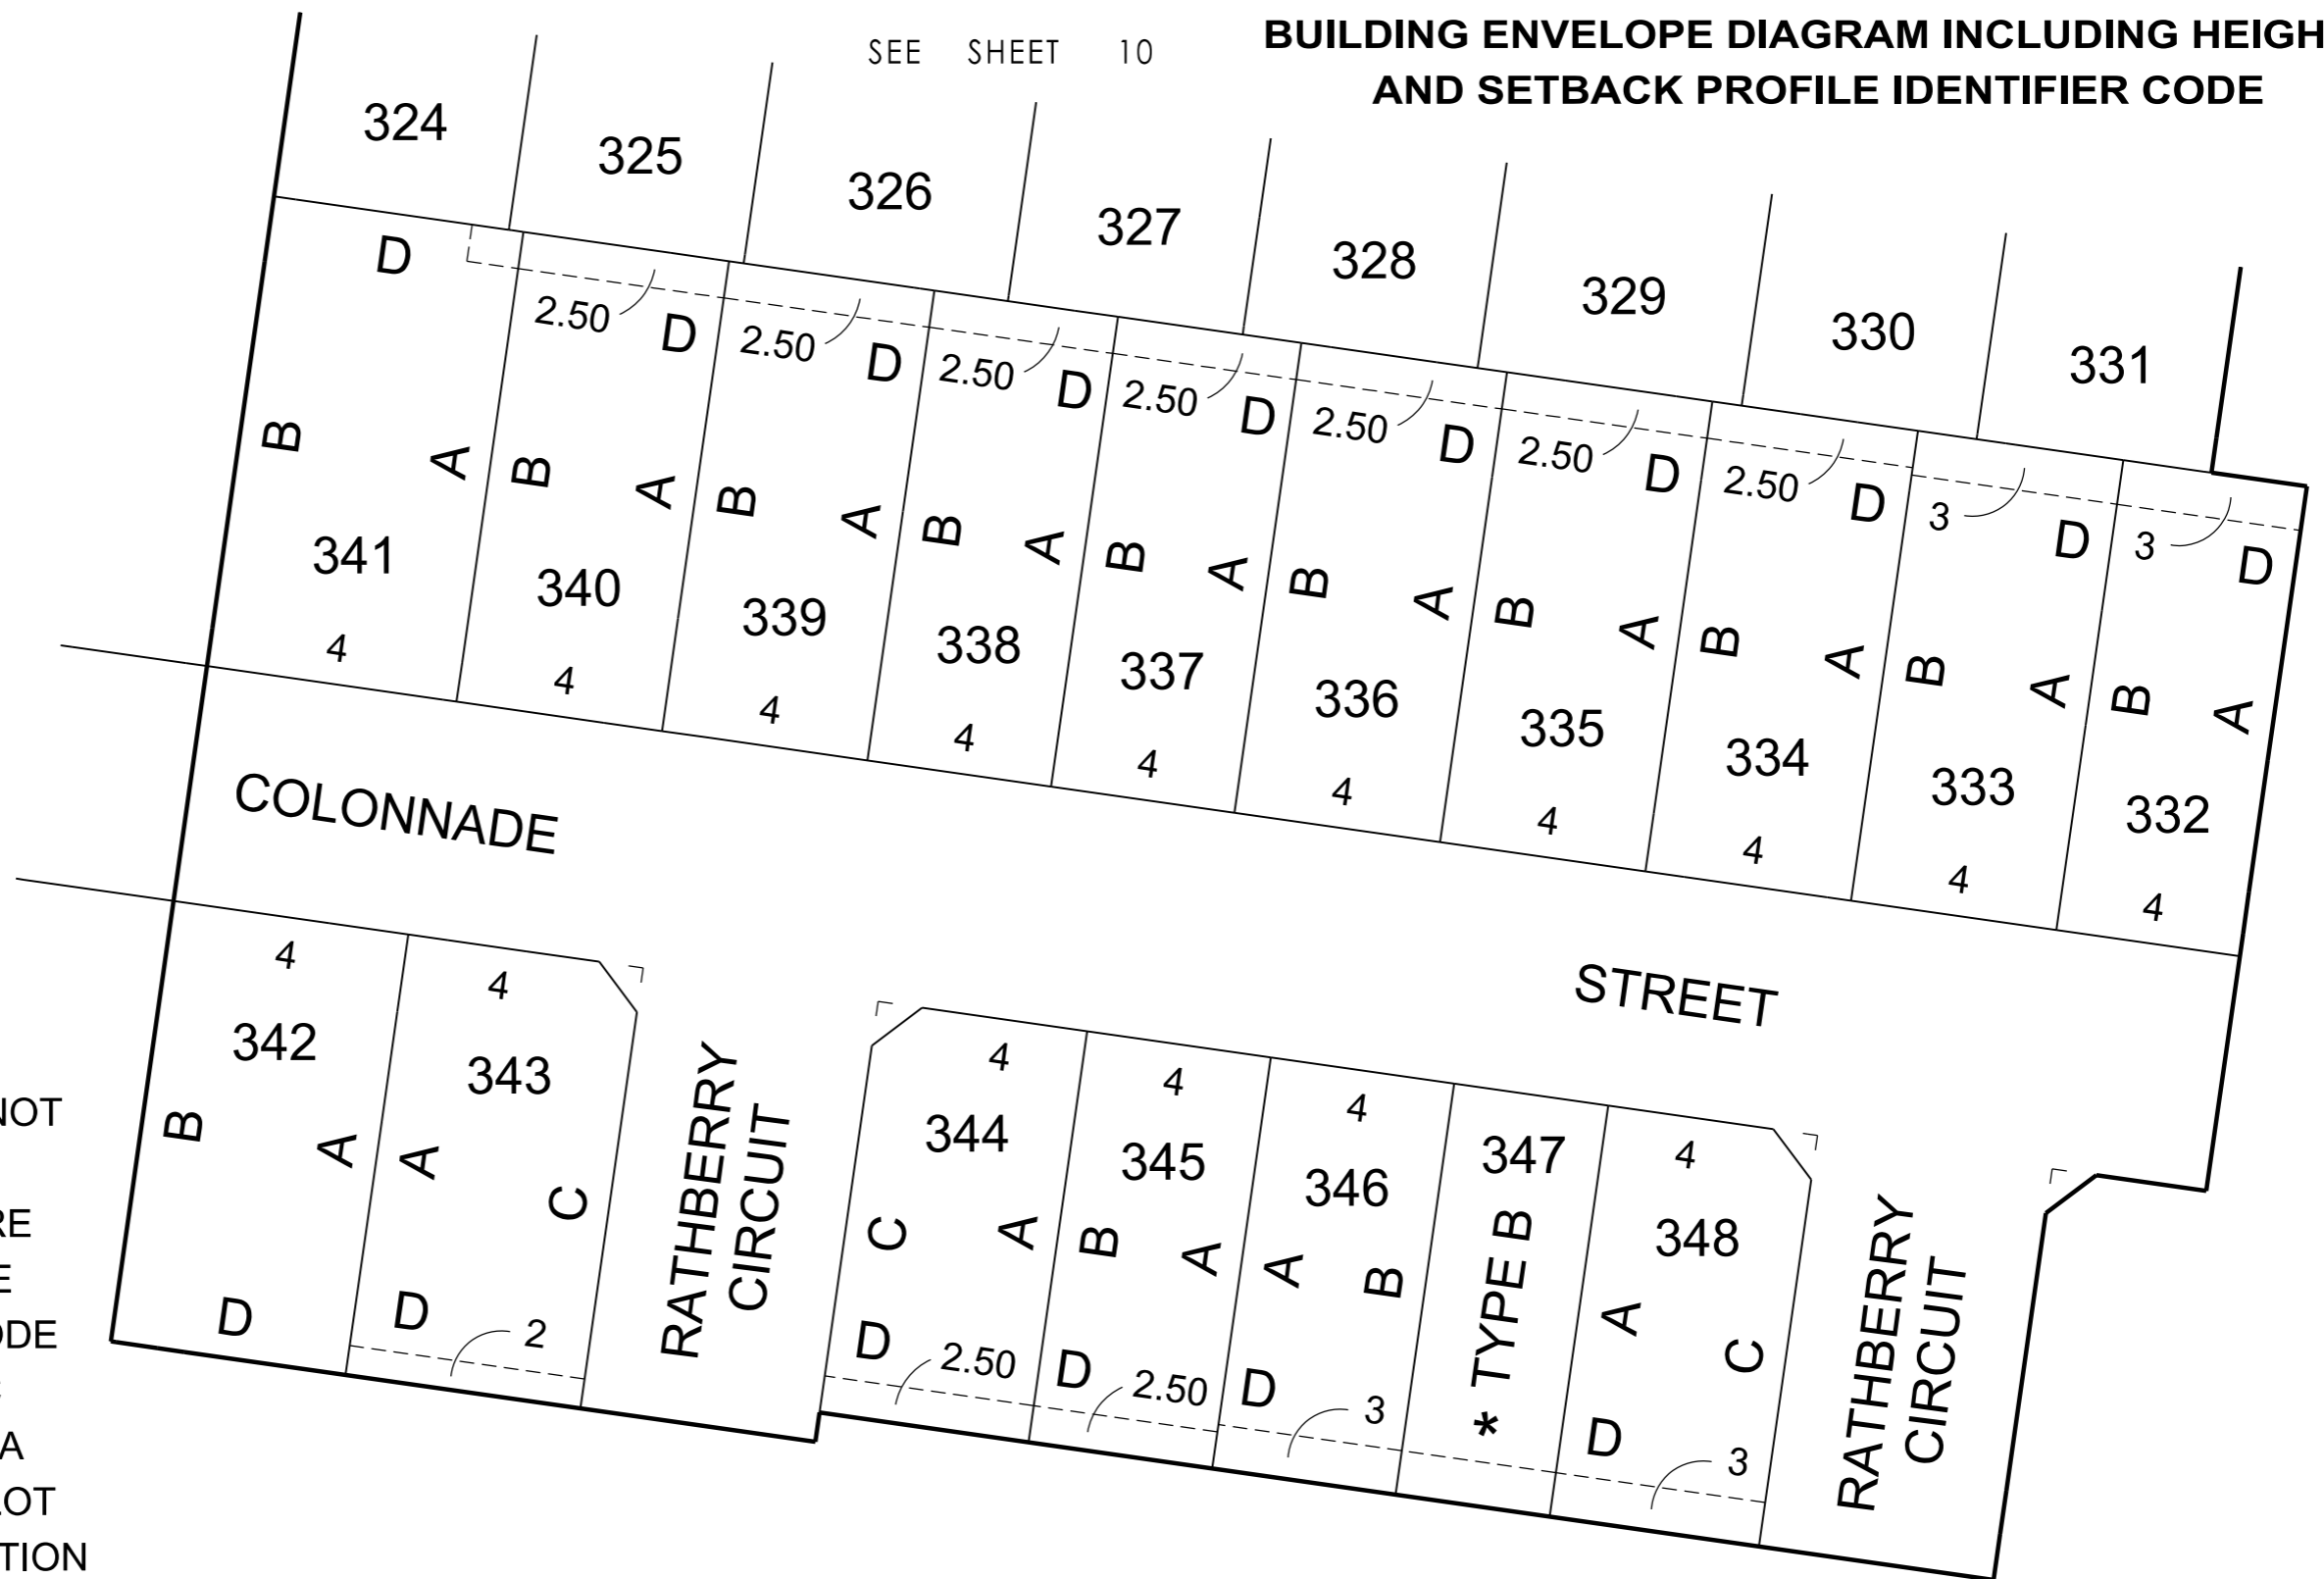 SEE SHEET 10
BUILDING ENVELOPE DIAGRAM INCLUDING HEIGH
AND SETBACK PROFILE IDENTIFIER CODE
324
325
326
327
328
329
330
331
D
2.50
D
2.50
D
2.50
D
2.50
D
2.50
D
2.50
D
2.50
D
3
D
3
D
B
A
B
A
B
A
B
A
B
A
B
A
B
A
B
A
B
A
B
A
341
340
339
338
337
336
335
334
333
332
4
4
4
4
4
4
4
4
4
4
COLONNADE
STREET
4
4
4
4
4
4
342
343
344
345
346
347
348
B
A
A
C
RATHBERRY
CIRCUIT
C
A
B
A
A
B
* TYPE B
A
C
RATHBERRY
CIRCUIT
D
D
2
D
2.50
D
2.50
D
3
D
3
NOT
RE
E
ODE
A
LOT
TION